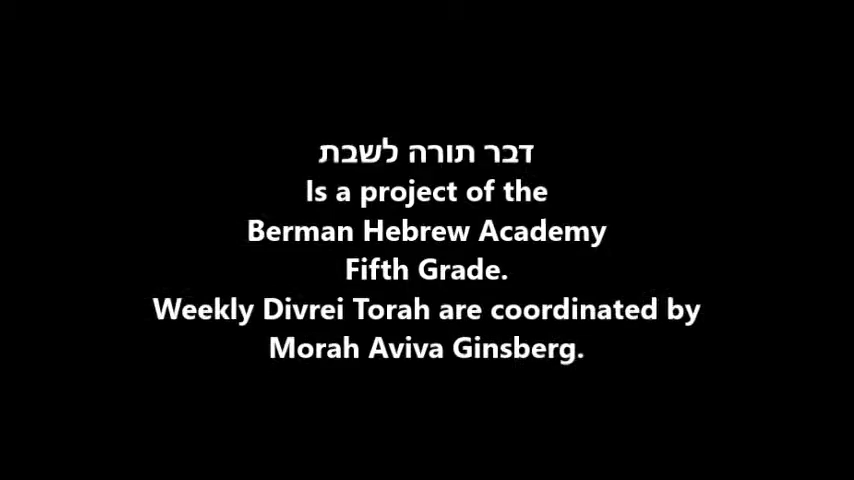 דבר תורה לשבת
Is a project of the
Berman Hebrew Academy
Fifth Grade.
Weekly Divrei Torah are coordinated by
Morah Aviva Ginsberg.